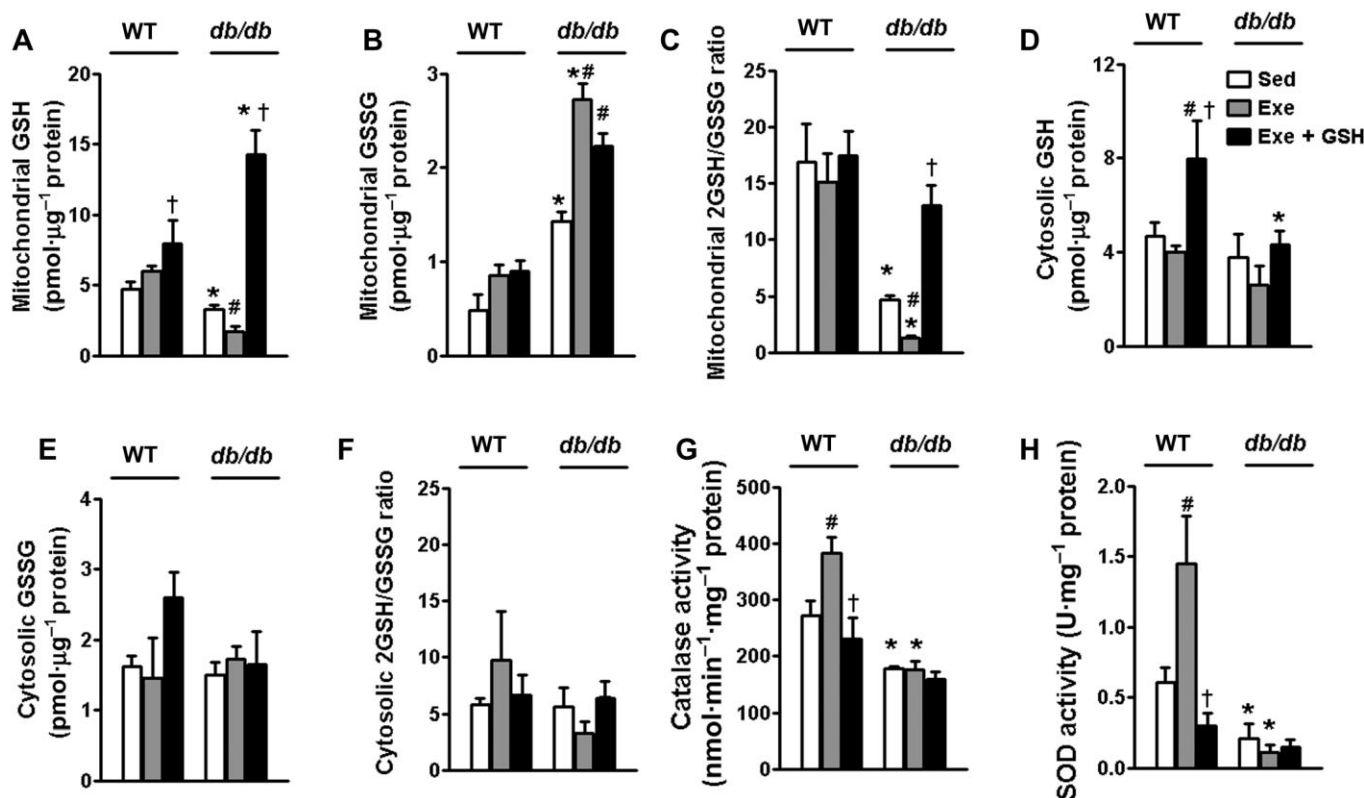 A
WT
db/db
Mitochondrial GSH
(pmol·µg⁻¹ protein)
20
15
10
5
0
†
*
#
* †
B
db/db
WT
Mitochondrial GSSG
(pmol·µg⁻¹ protein)
3
2
1
0
*
*#
#
C
WT
db/db
Mitochondrial 2GSH/GSSG ratio
25
20
15
10
5
0
*
#
*
†
D
WT
db/db
Cytosolic GSH
(pmol·µg⁻¹ protein)
12
8
4
0
# †
*
Sed
Exe
Exe + GSH
E
WT
db/db
Cytosolic GSSG
(pmol·µg⁻¹ protein)
4
3
2
1
0
F
WT
db/db
Cytosolic 2GSH/GSSG ratio
25
20
15
10
5
0
G
WT
db/db
Catalase activity
(nmol·min⁻¹·mg⁻¹ protein)
500
400
300
200
100
0
#
†
*
*
H
WT
db/db
SOD activity (U·mg⁻¹ protein)
2.0
1.5
1.0
0.5
0.0
#
†
*
*